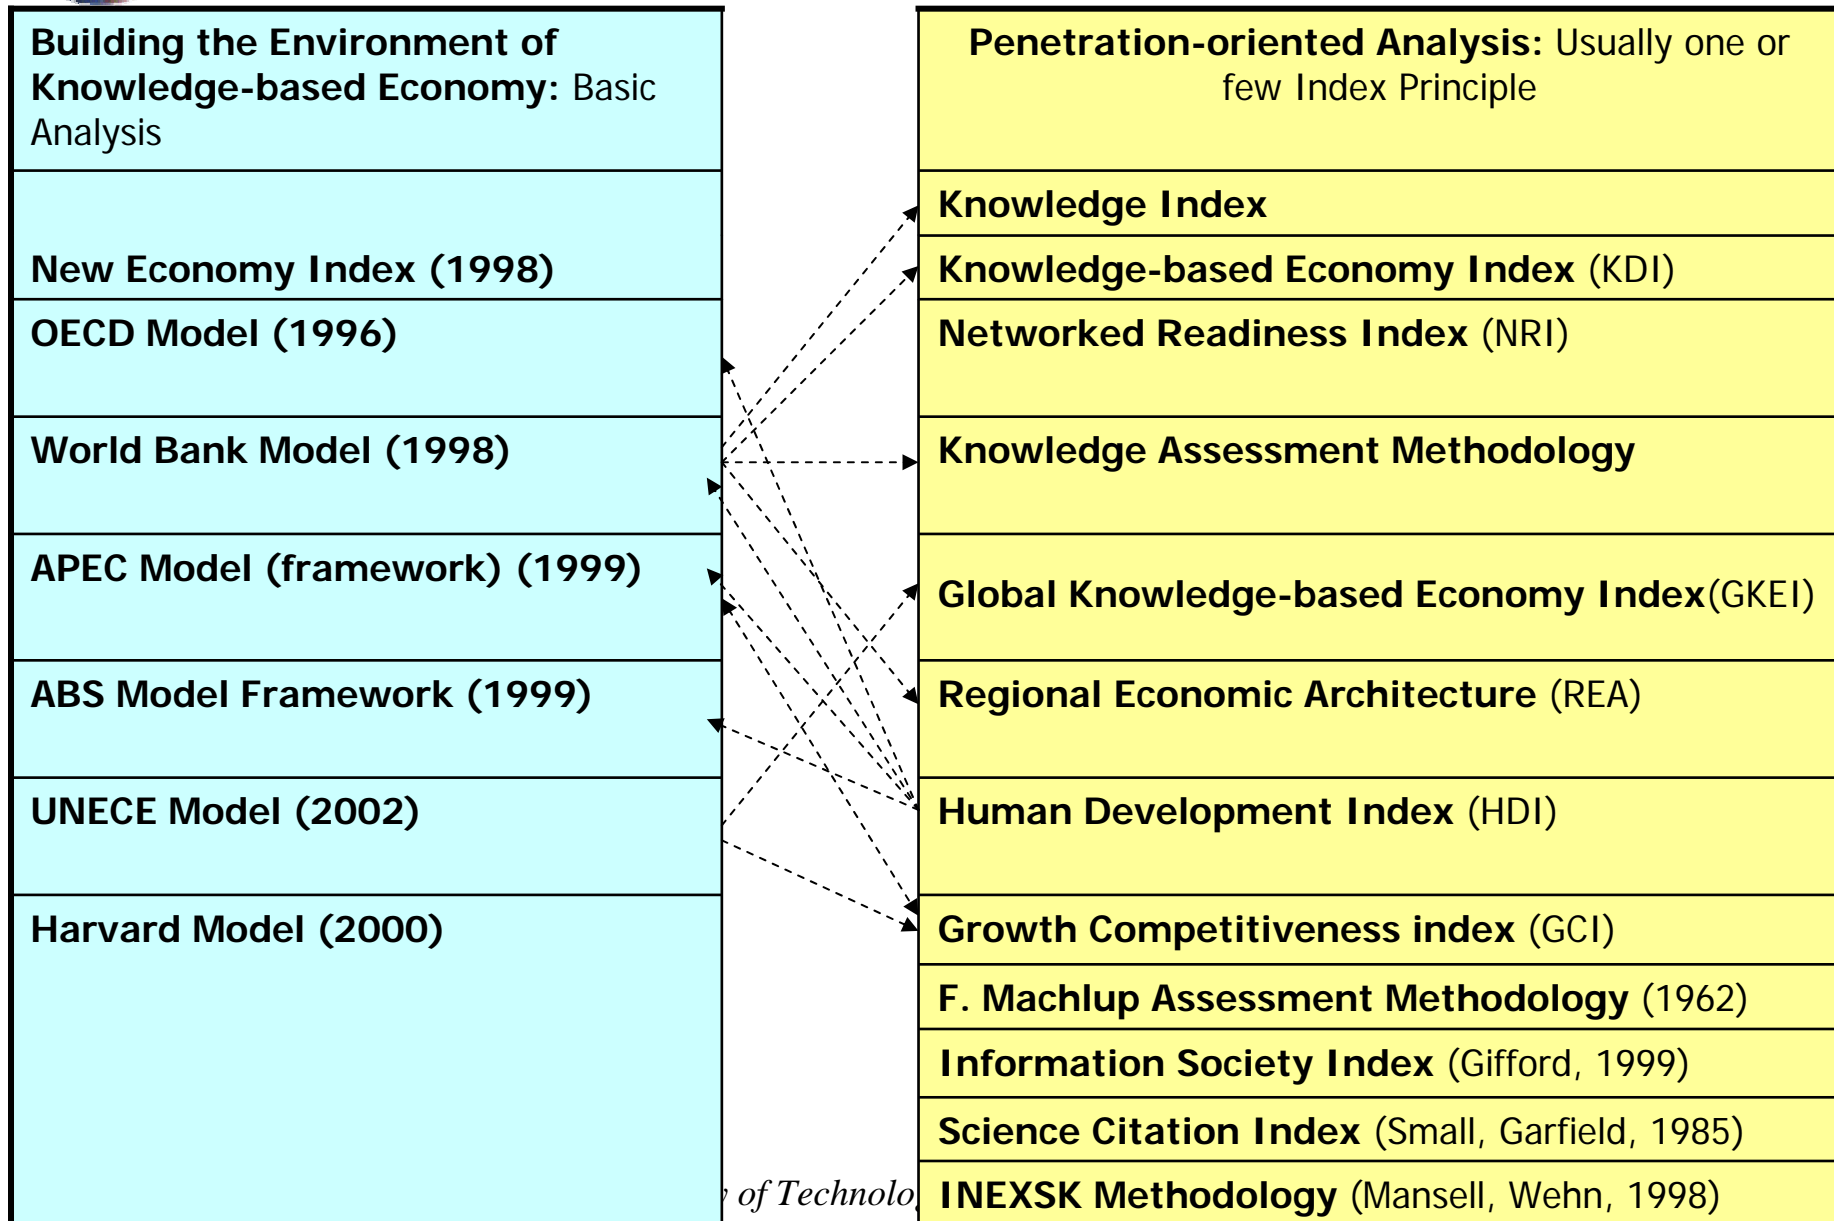 Building the Environment of
Knowledge-based Economy: Basic
Analysis
New Economy Index (1998)
OECD Model (1996)
World Bank Model (1998)
APEC Model (framework) (1999)
ABS Model Framework (1999)
UNECE Model (2002)
Harvard Model (2000)
Penetration-oriented Analysis: Usually one or
few Index Principle
Knowledge Index
Knowledge-based Economy Index (KDI)
Networked Readiness Index (NRI)
Knowledge Assessment Methodology
Global Knowledge-based Economy Index(GKEI)
Regional Economic Architecture (REA)
Human Development Index (HDI)
Growth Competitiveness index (GCI)
F. Machlup Assessment Methodology (1962)
Information Society Index (Gifford, 1999)
Science Citation Index (Small, Garfield, 1985)
INEXSK Methodology (Mansell, Wehn, 1998)
of Technolo